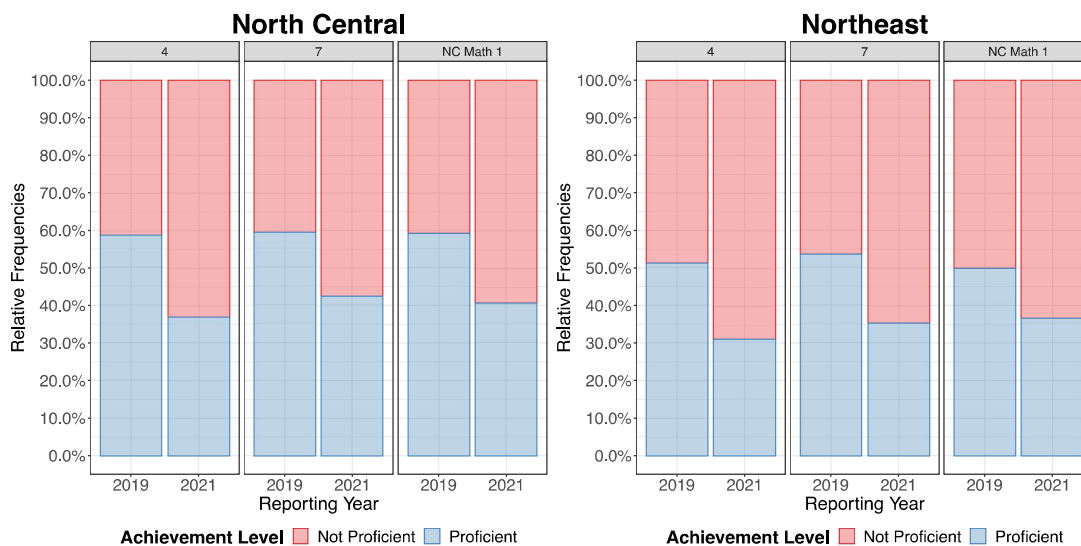 North Central
4 7 NC Math 1
Relative Frequencies
100.0%
90.0%
80.0%
70.0%
60.0%
50.0%
40.0%
30.0%
20.0%
10.0%
0.0%
2019 2021 2019 2021 2019 2021
Reporting Year
Achievement Level Not Proficient Proficient
Northeast
4 7 NC Math 1
Relative Frequencies
100.0%
90.0%
80.0%
70.0%
60.0%
50.0%
40.0%
30.0%
20.0%
10.0%
0.0%
2019 2021 2019 2021 2019 2021
Reporting Year
Achievement Level Not Proficient Proficient